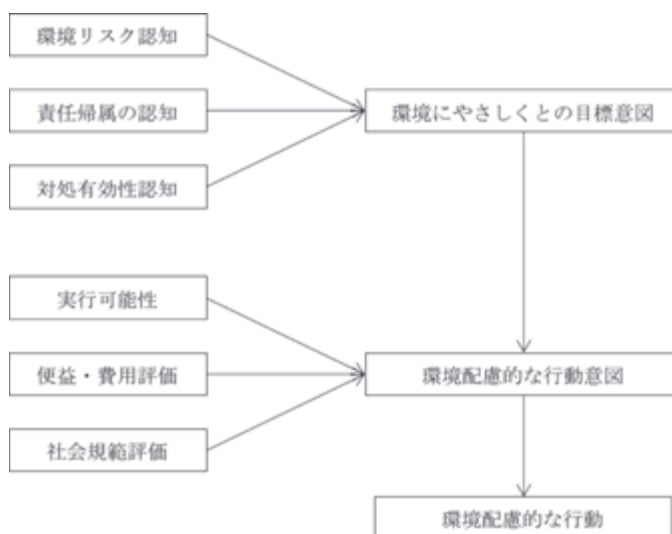 環境リスク認知
責任帰属の認知
環境にやさしくとの目標意図
対処有効性認知
実行可能性
便益・費用評価
環境配慮的な行動意図
社会規範評価
環境配慮的な行動